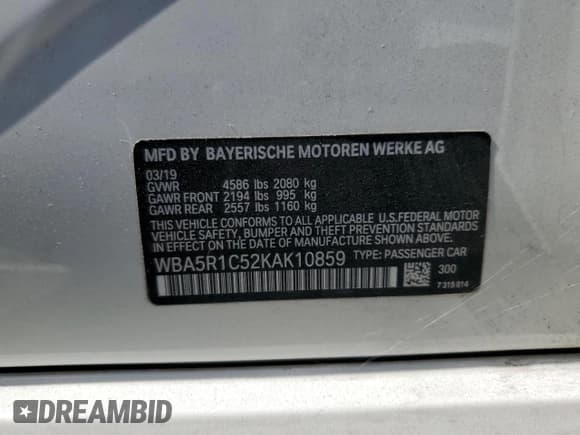 MFD BY BAYERISCHE MOTOREN WERKE AG
03/19
GVWR 4586 lbs 2080 kg
GAWR FRONT 2194 lbs 995 kg
GAWR REAR 2557 lbs 1160 kg
THIS VEHICLE CONFORMS TO ALL APPLICABLE U.S.FEDERAL MOTOR
VEHICLE SAFETY, BUMPER, AND THEFT PREVENTION STANDARDS
IN EFFECT ON THE DATE OF MANUFACTURE SHOWN ABOVE.
WBA5R1C52KAK10859 TYPE: PASSENGER CAR
300
7 315 814
DREAMBID